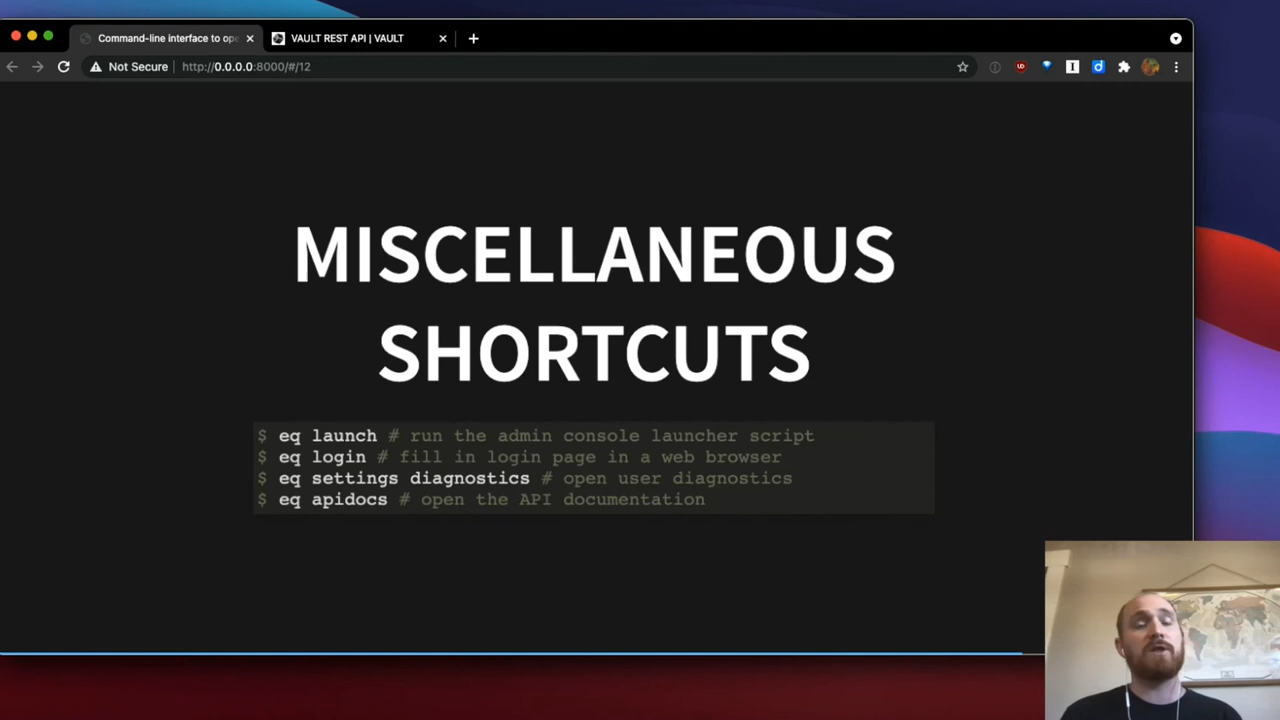 Command-line interface to ope
VAULT REST API | VAULT
Not Secure
http://0.0.0.0:8000/#/12
MISCELLANEOUS
SHORTCUTS
$ eq launch # run the admin console launcher script
$ eq login # fill in login page in a web browser
$ eq settings diagnostics # open user diagnostics
$ eq apidocs # open the API documentation